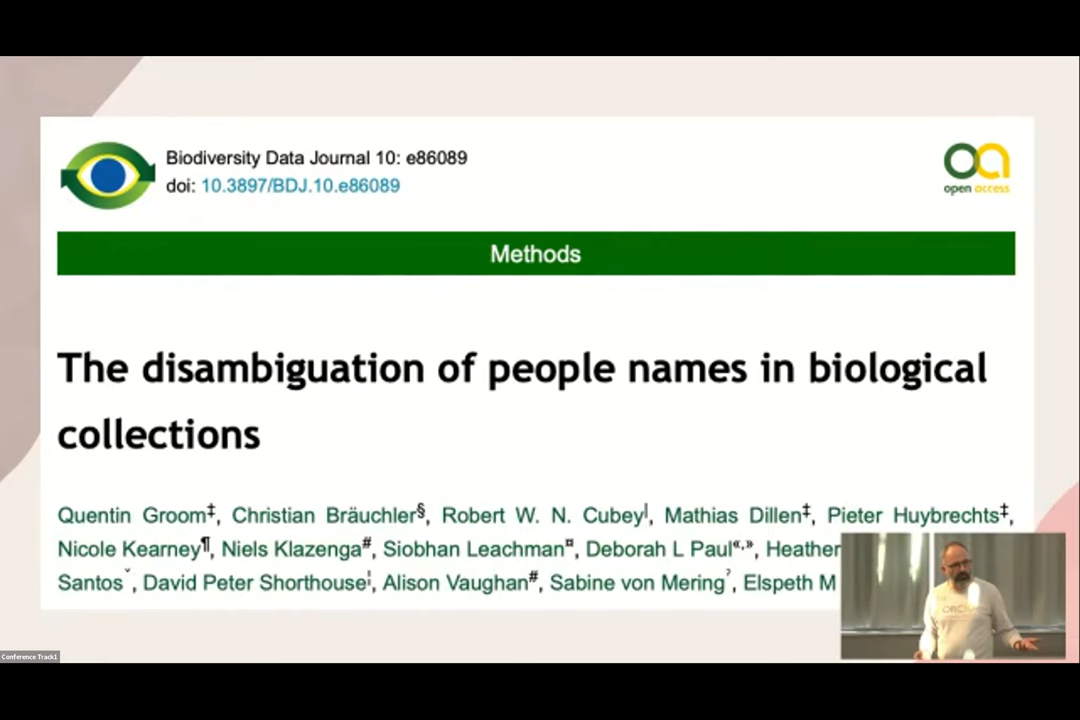 Biodiversity Data Journal 10: e86089
doi: 10.3897/BDJ.10.e86089
open access
Methods
The disambiguation of people names in biological
collections
Quentin Groom‡, Christian Bräuchler§, Robert W. N. Cubey|, Mathias Dillen‡, Pieter Huybrechts‡,
Nicole Kearney¶, Niels Klazenga#, Siobhan Leachman¤, Deborah L Paul«,», Heather
Santosˇ, David Peter Shorthouse¦, Alison Vaughan#, Sabine von Mering?, Elspeth M
Conference Track1